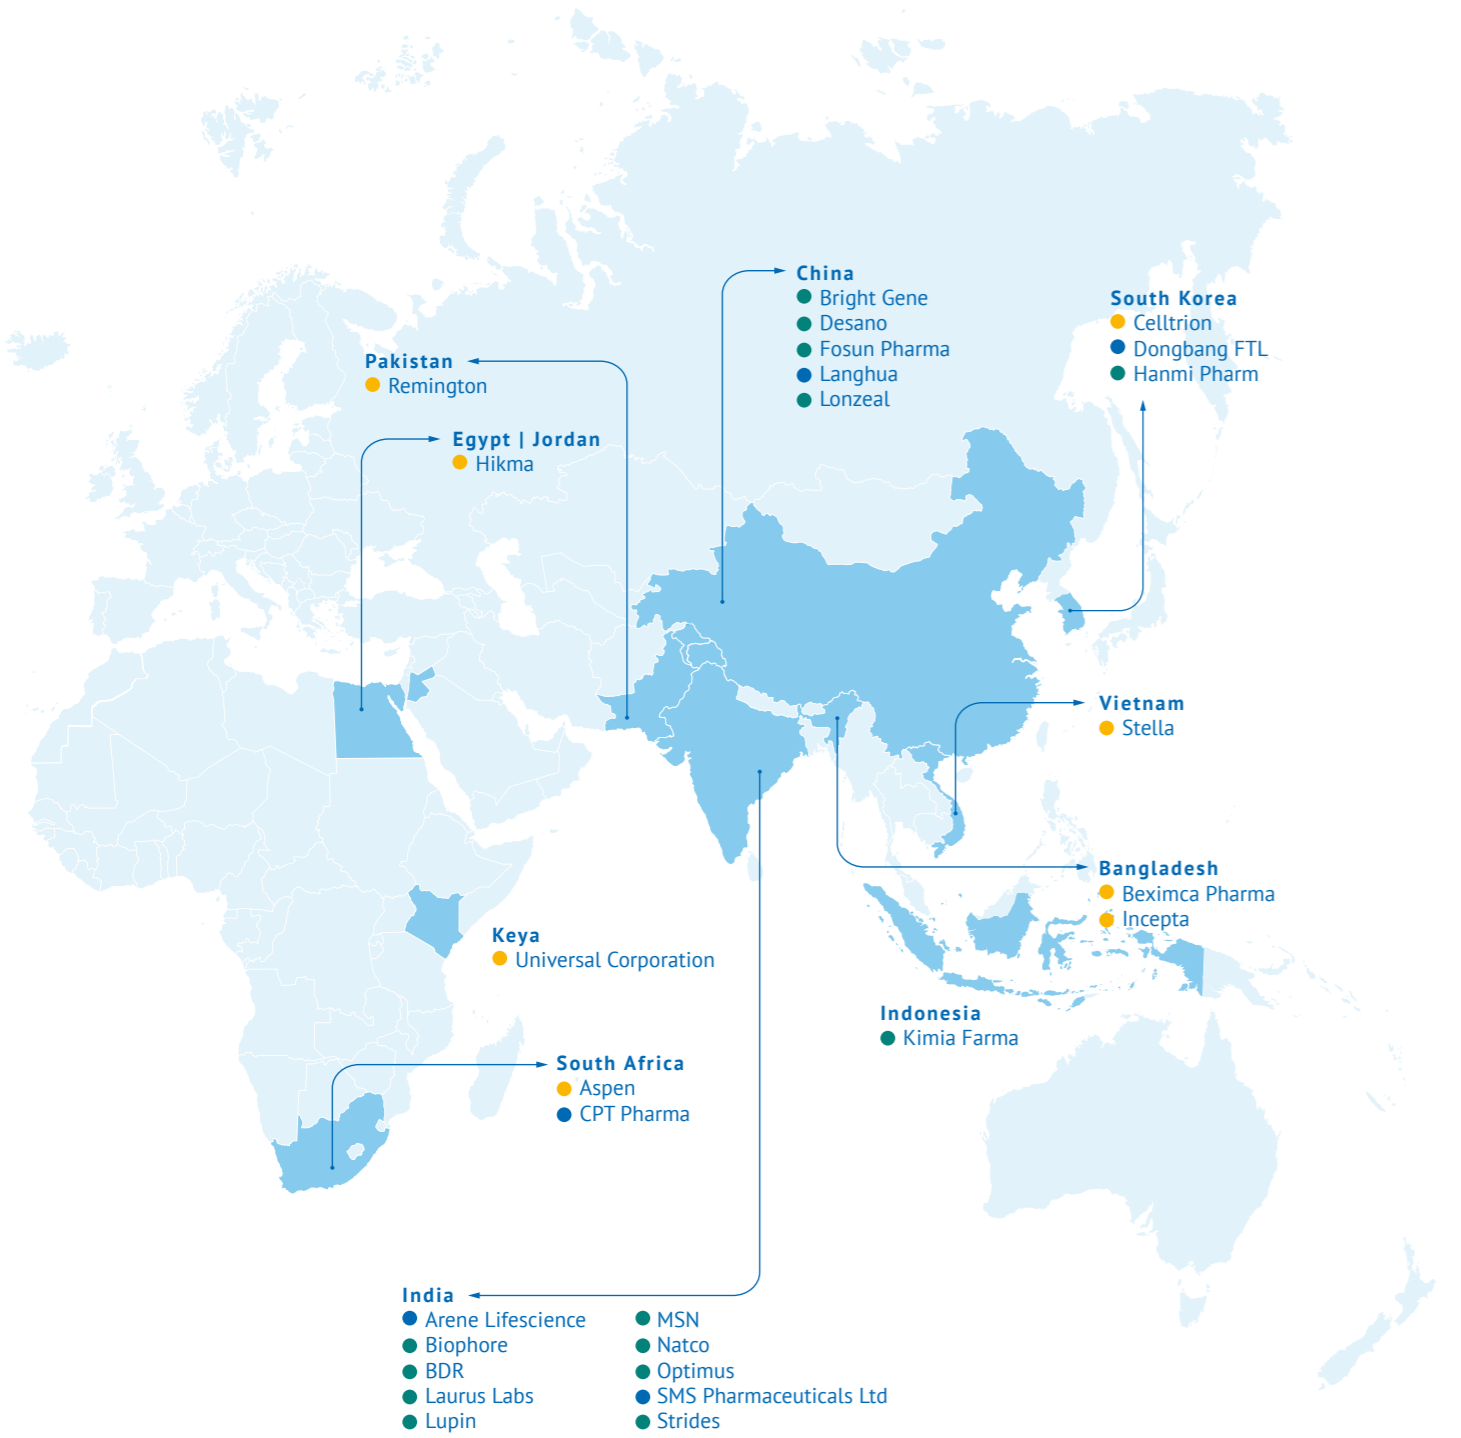 China
Bright Gene
Desano
Fosun Pharma
Langhua
Lonzeal
South Korea
Celltrion
Dongbang FTL
Hanmi Pharm
Pakistan
Remington
Egypt | Jordan
Hikma
Vietnam
Stella
Bangladesh
Beximca Pharma
Incepta
Keya
Universal Corporation
Indonesia
Kimia Farma
South Africa
Aspen
CPT Pharma
India
Arene Lifescience
Biophore
BDR
Laurus Labs
Lupin
MSN
Natco
Optimus
SMS Pharmaceuticals Ltd
Strides